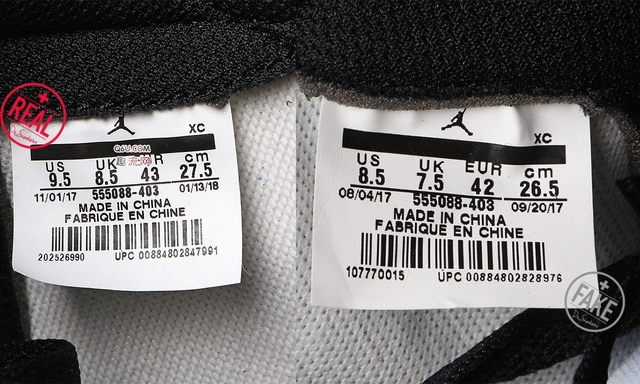 REAL
XC
Q6U.COM
US UK R cm
9.5 8.5 43 27.5
11/01/17 555088-403 01/13/18
MADE IN CHINA
FABRIQUE EN CHINE
202526990 UPC 00884802847991
XC
US UK EUR cm
8.5 7.5 42 26.5
08/04/17 555088-403 09/20/17
MADE IN CHINA
FABRIQUE EN CHINE
107770015 UPC 00884802828976
FAKE